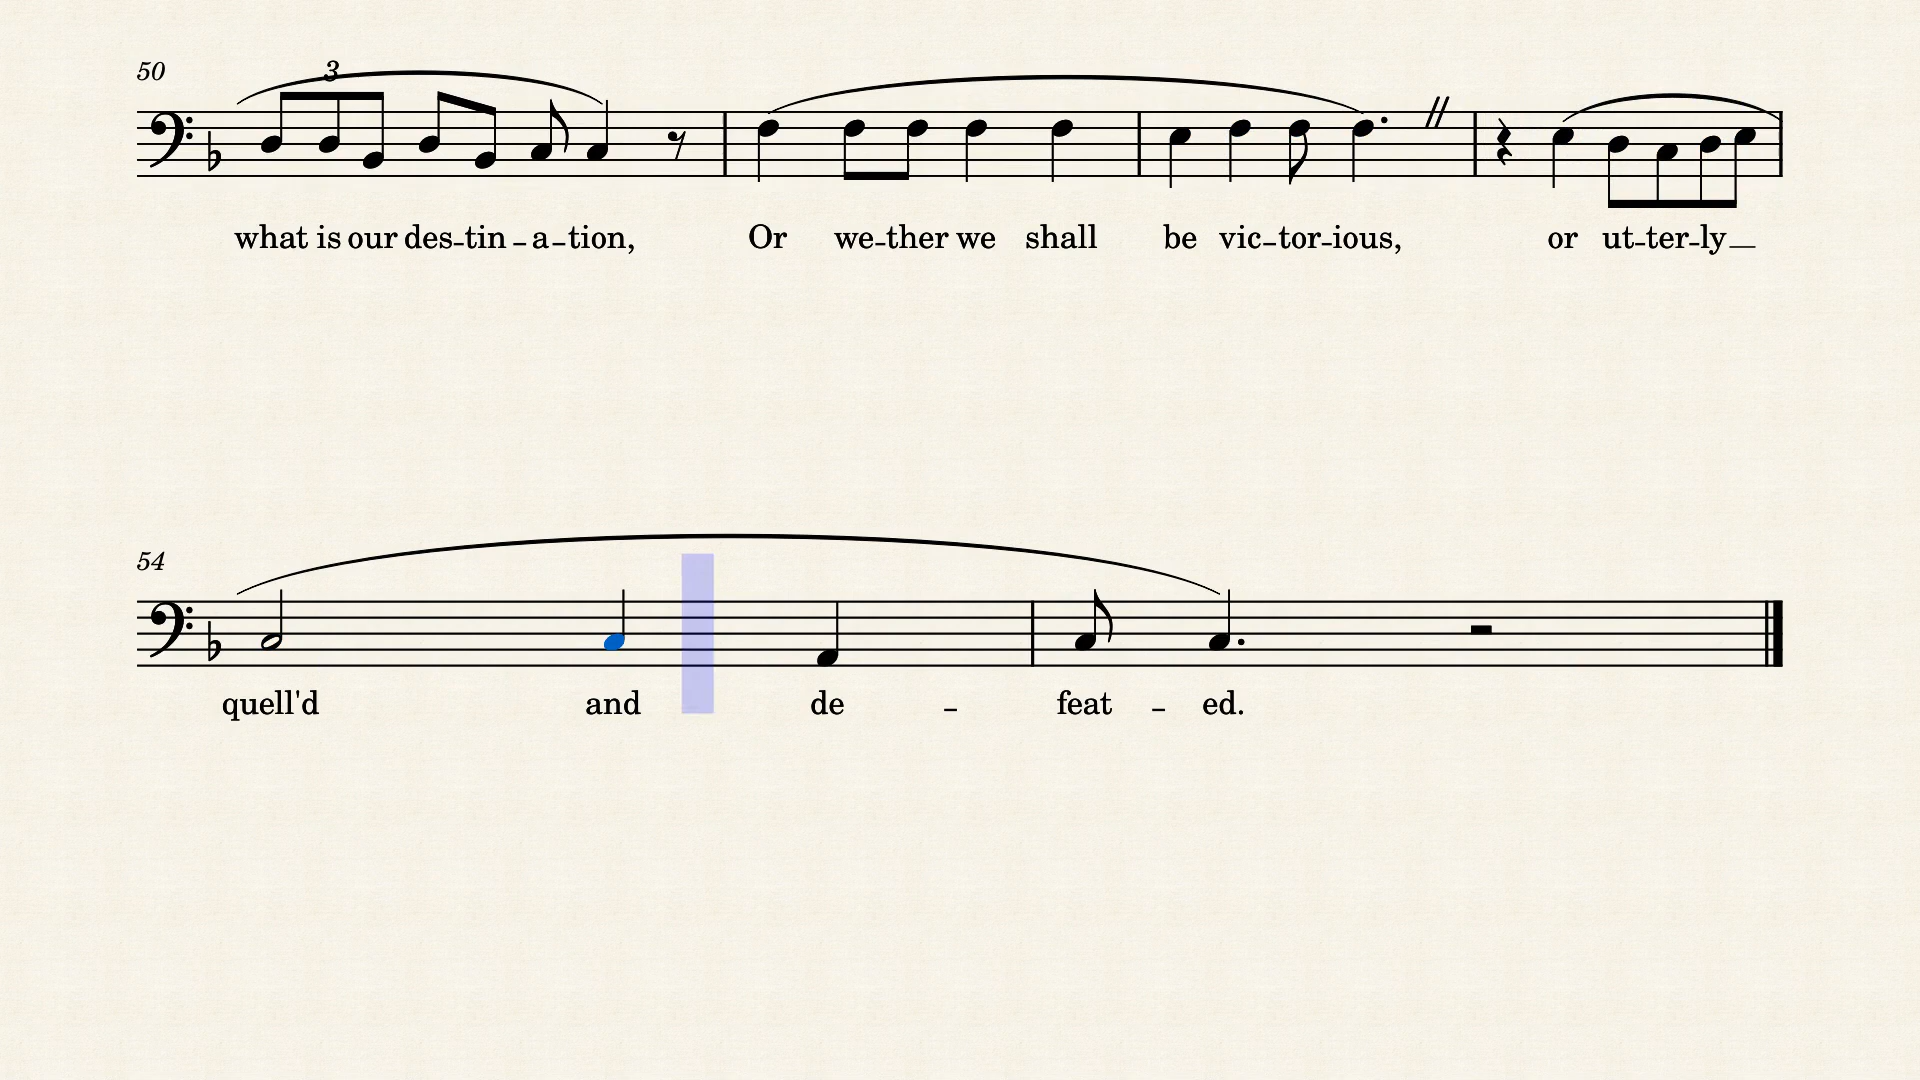 50
3
what is our des-tin-a-tion, Or we-ther we shall be vic-tor-ious, or ut-ter-ly_
54
quell'd and de - feat - ed.